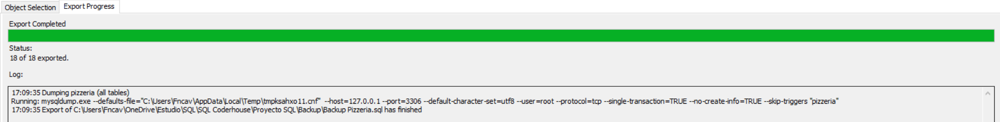 Object Selection Export Progress
Export Completed
Status:
18 of 18 exported.
Log:
17:09:35 Dumping pizzeria (all tables)
Running: mysqldump.exe --defaults-file="C:\Users\Fncav\AppData\Local\Temp\tmpksahxo11.cnf"  --host=127.0.0.1 --port=3306 --default-character-set=utf8 --user=root --protocol=tcp --single-transaction=TRUE --no-create-info=TRUE --skip-triggers "pizzeria"
17:09:35 Export of C:\Users\Fncav\OneDrive\Estudio\SQL\SQL Coderhouse\Proyecto SQL\Backup\Backup Pizzeria.sql has finished